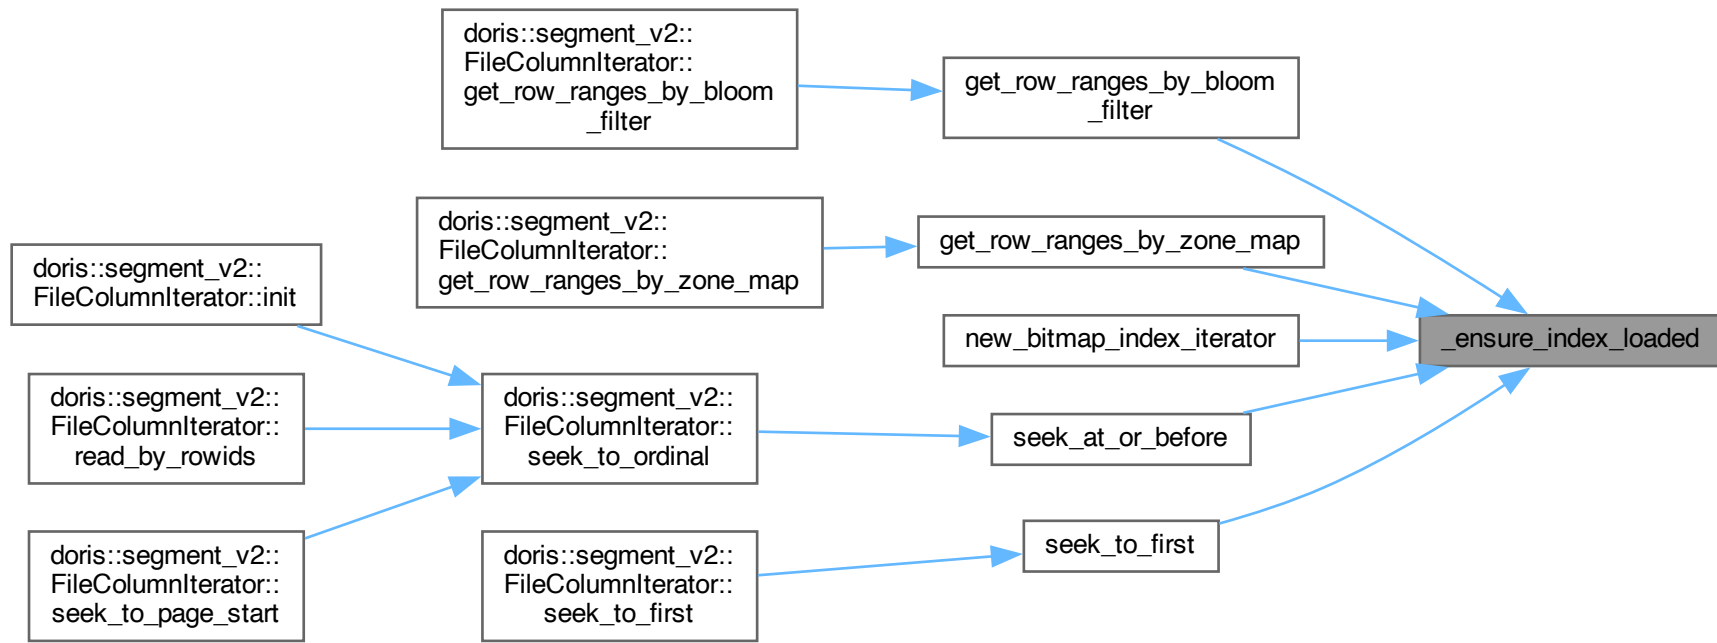 doris::segment_v2::
FileColumnIterator::
get_row_ranges_by_bloom
_filter
get_row_ranges_by_bloom
_filter
doris::segment_v2::
FileColumnIterator::
get_row_ranges_by_zone_map
get_row_ranges_by_zone_map
doris::segment_v2::
FileColumnIterator::init
new_bitmap_index_iterator
_ensure_index_loaded
doris::segment_v2::
FileColumnIterator::
read_by_rowids
doris::segment_v2::
FileColumnIterator::
seek_to_ordinal
seek_at_or_before
doris::segment_v2::
FileColumnIterator::
seek_to_page_start
doris::segment_v2::
FileColumnIterator::
seek_to_first
seek_to_first